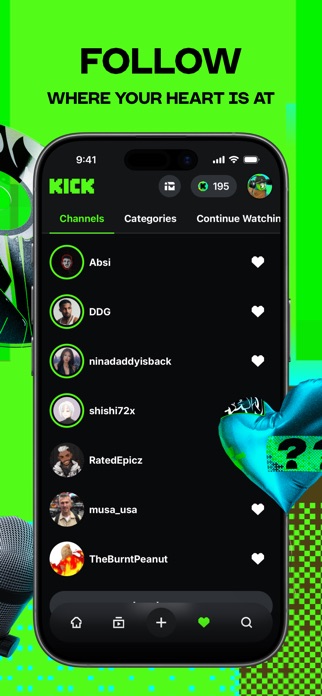 FOLLOW
WHERE YOUR HEART IS AT
9:41
KICK
195
Channels Categories Continue Watchin
Absi
DDG
ninadaddyisback
shishi72x
RatedEpicz
??
musa_usa
TheBurntPeanut